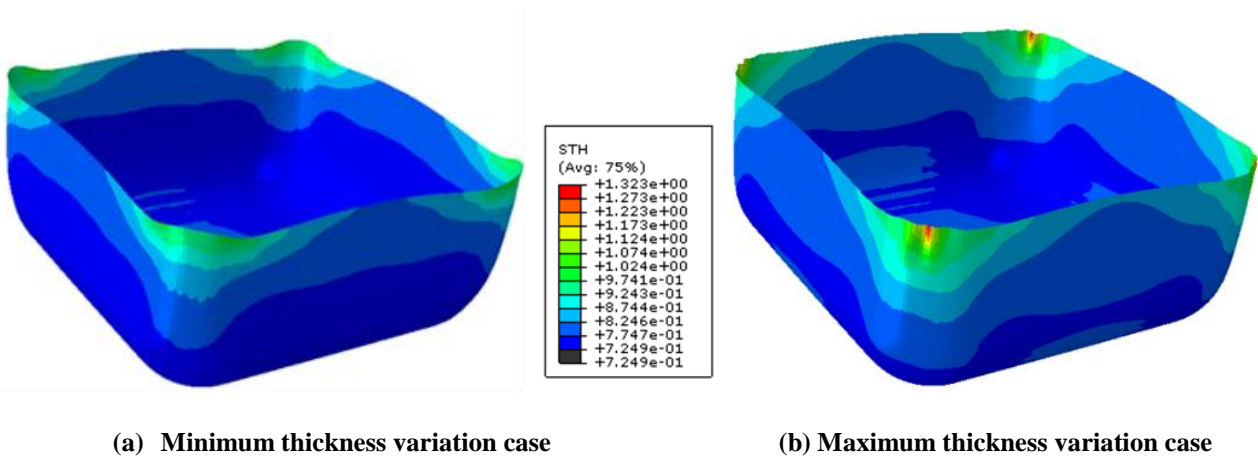 STH
(Avg: 75%)
+1.323e+00
+1.273e+00
+1.223e+00
+1.173e+00
+1.124e+00
+1.074e+00
+1.024e+00
+9.741e-01
+9.243e-01
+8.744e-01
+8.246e-01
+7.747e-01
+7.249e-01
+7.249e-01
(a) Minimum thickness variation case
(b) Maximum thickness variation case